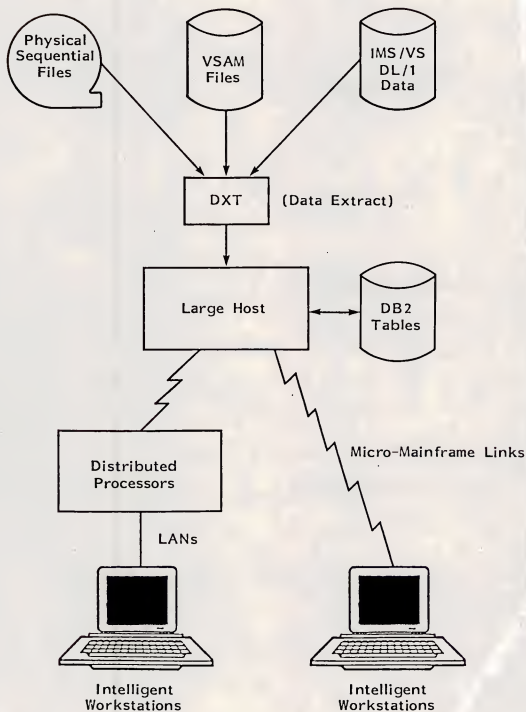 Physical
Sequential
Files
VSAM
Files
IMS/VS
DL/1
Data
DXT
(Data Extract)
Large Host
DB2
Tables
Distributed
Processors
Micro-Mainframe Links
LANs
Intelligent
Workstations
Intelligent
Workstations